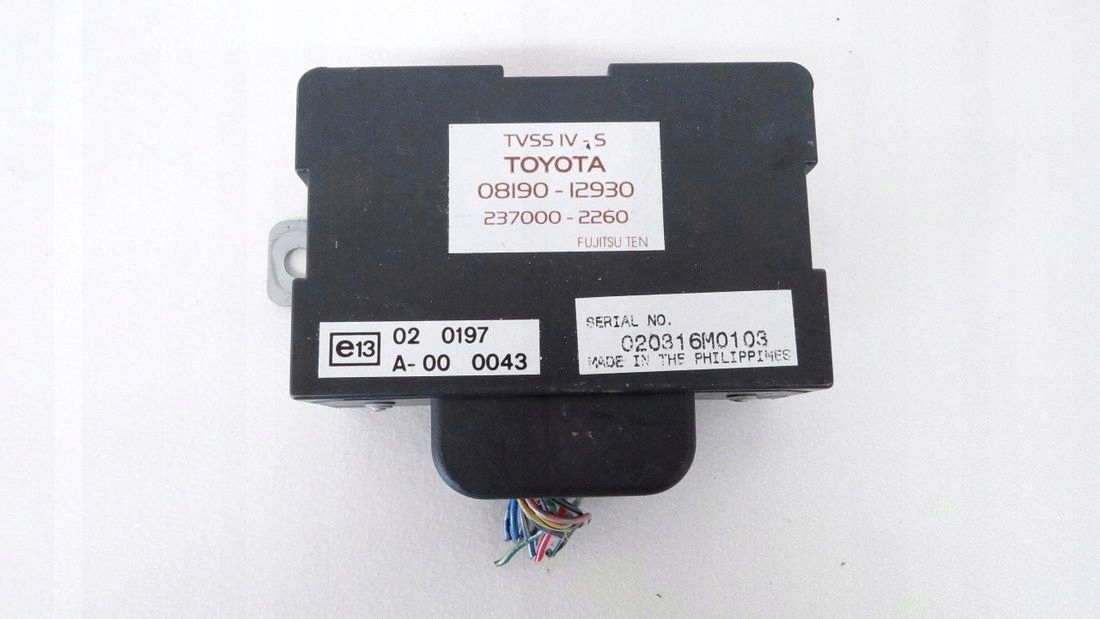 TVSS IV - S
TOYOTA
08190 - 12930
237000 - 2260
FUJITSU TEN
e13
02 0197
A-00 0043
SERIAL NO.
020316M0103
MADE IN THE PHILIPPINES